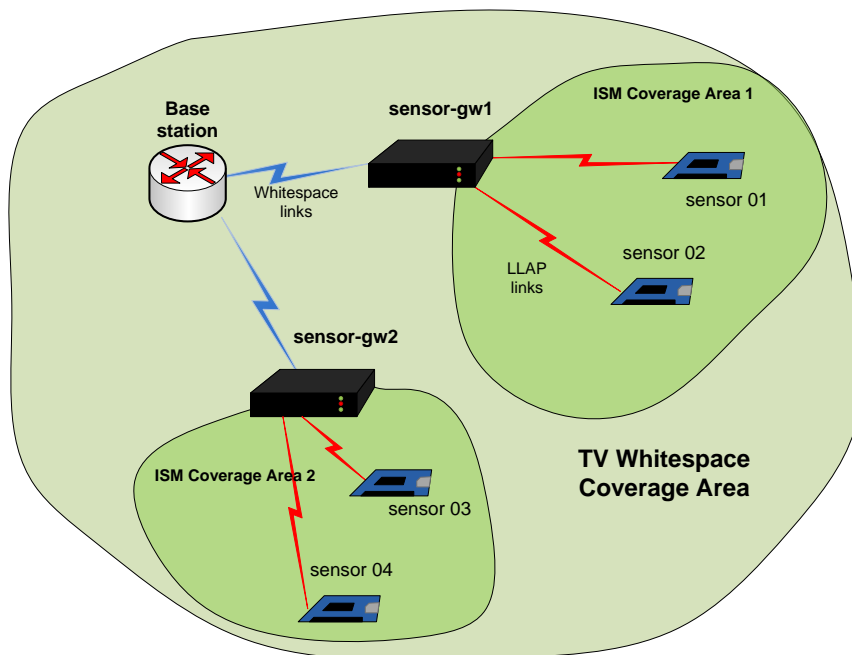 ISM Coverage Area 1
Base
station
sensor-gw1
Whitespace
links
sensor 01
sensor 02
LLAP
links
sensor-gw2
TV Whitespace
Coverage Area
ISM Coverage Area 2
sensor 03
sensor 04